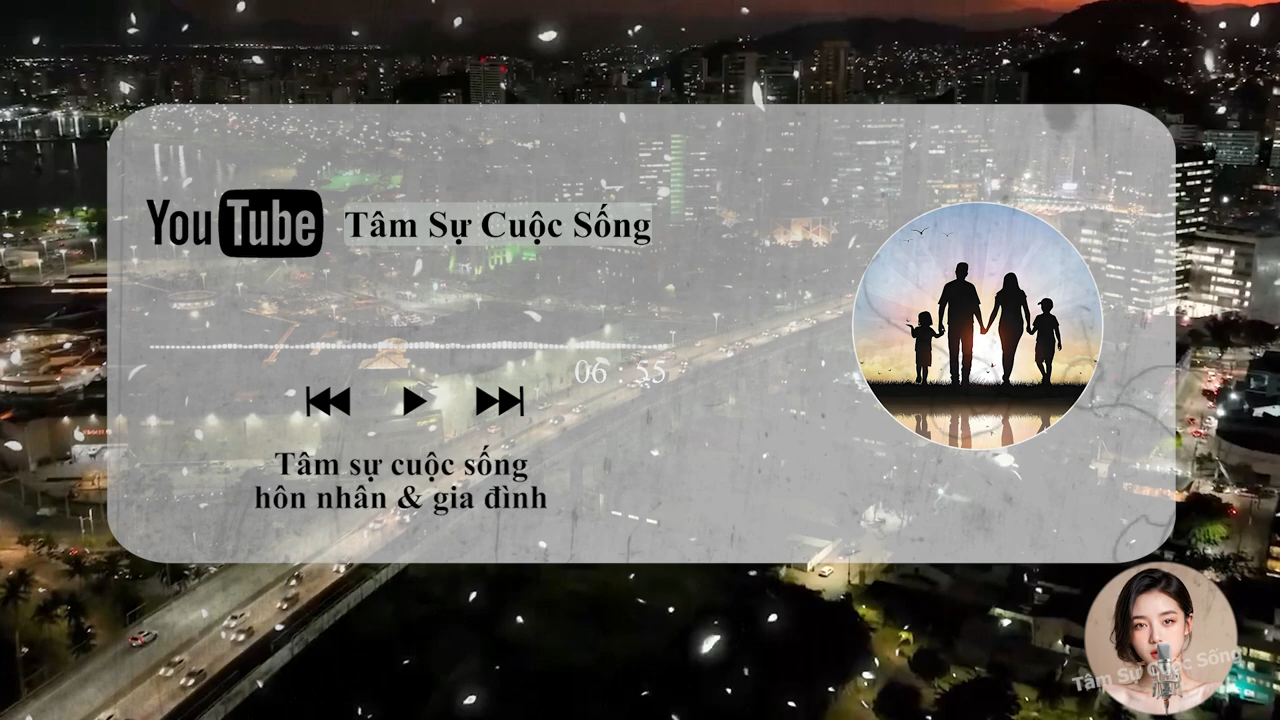 YouTube Tâm Sự Cuộc Sống
06 : 55
Tâm sự cuộc sống
hôn nhân & gia đình
Tâm Sự Cuộc Sống